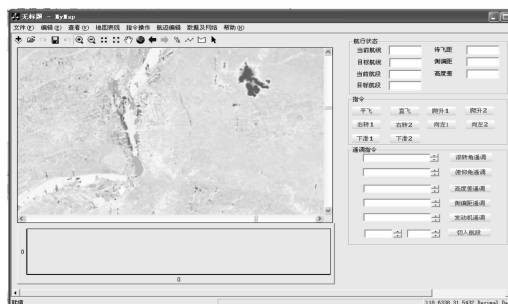 无标题 - MyMap
文件(F) 编辑(E) 查看(V) 地图数据 指令操作 航迹编辑 数据及网络 帮助(H)
航行状态
当前航线 待飞距
目标航线 侧偏距
当前航段 高度差
目标航段
指令
平飞 直飞 爬升1 爬升2
右转1 右转2 向左1 向左2
下滑1 下滑2
遥调指令
滚转角遥调
俯仰角遥调
高度差遥调
侧偏距遥调
发动机遥调
切入航段
0
0
就绪